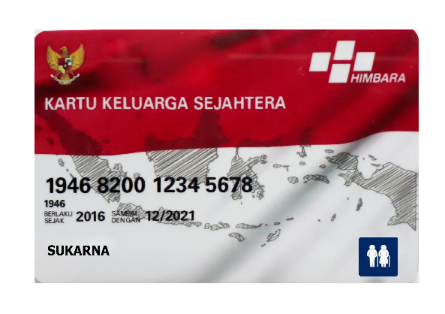 HIMBARA
KARTU KELUARGA SEJAHTERA
1946 8200 1234 5678
1946
BERLAKU SEJAK 2016 SAMPAI DENGAN 12/2021
SUKARNA